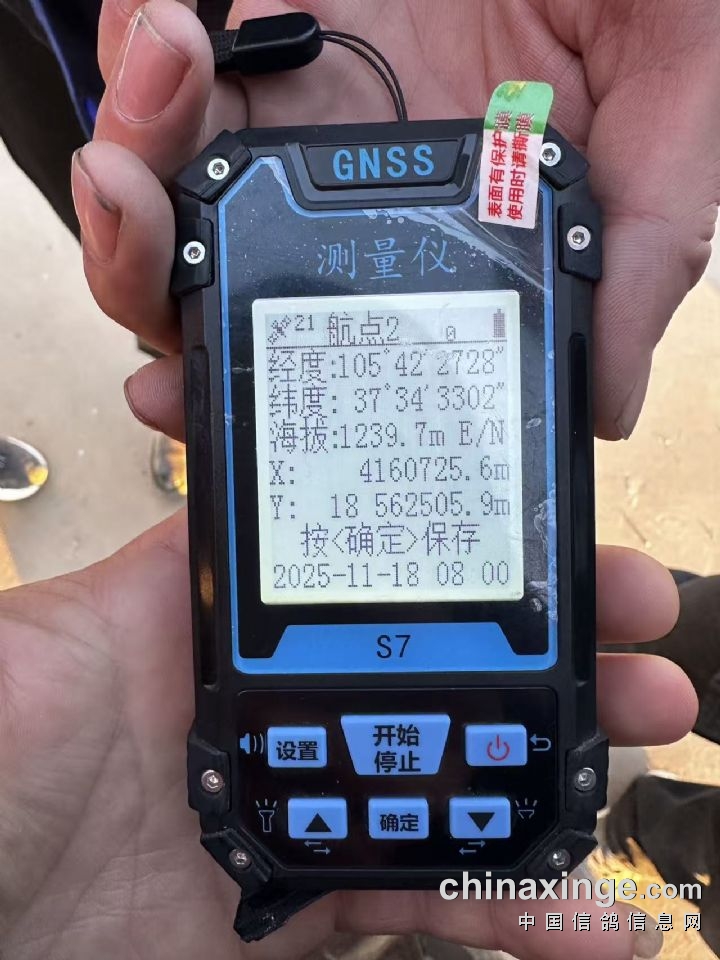 GNSS
表面有保护膜
使用时请撕膜
测量仪
21 航点2 0
经度:105°42′2728″
纬度: 37°34′3302″
海拔:1239.7m E/N
X: 4160725.6m
Y: 18 562505.9m
按<确定>保存
2025-11-18 08 00
S7
设置
开始
停止
确定
chinaxinge.com
中国信鸽信息网